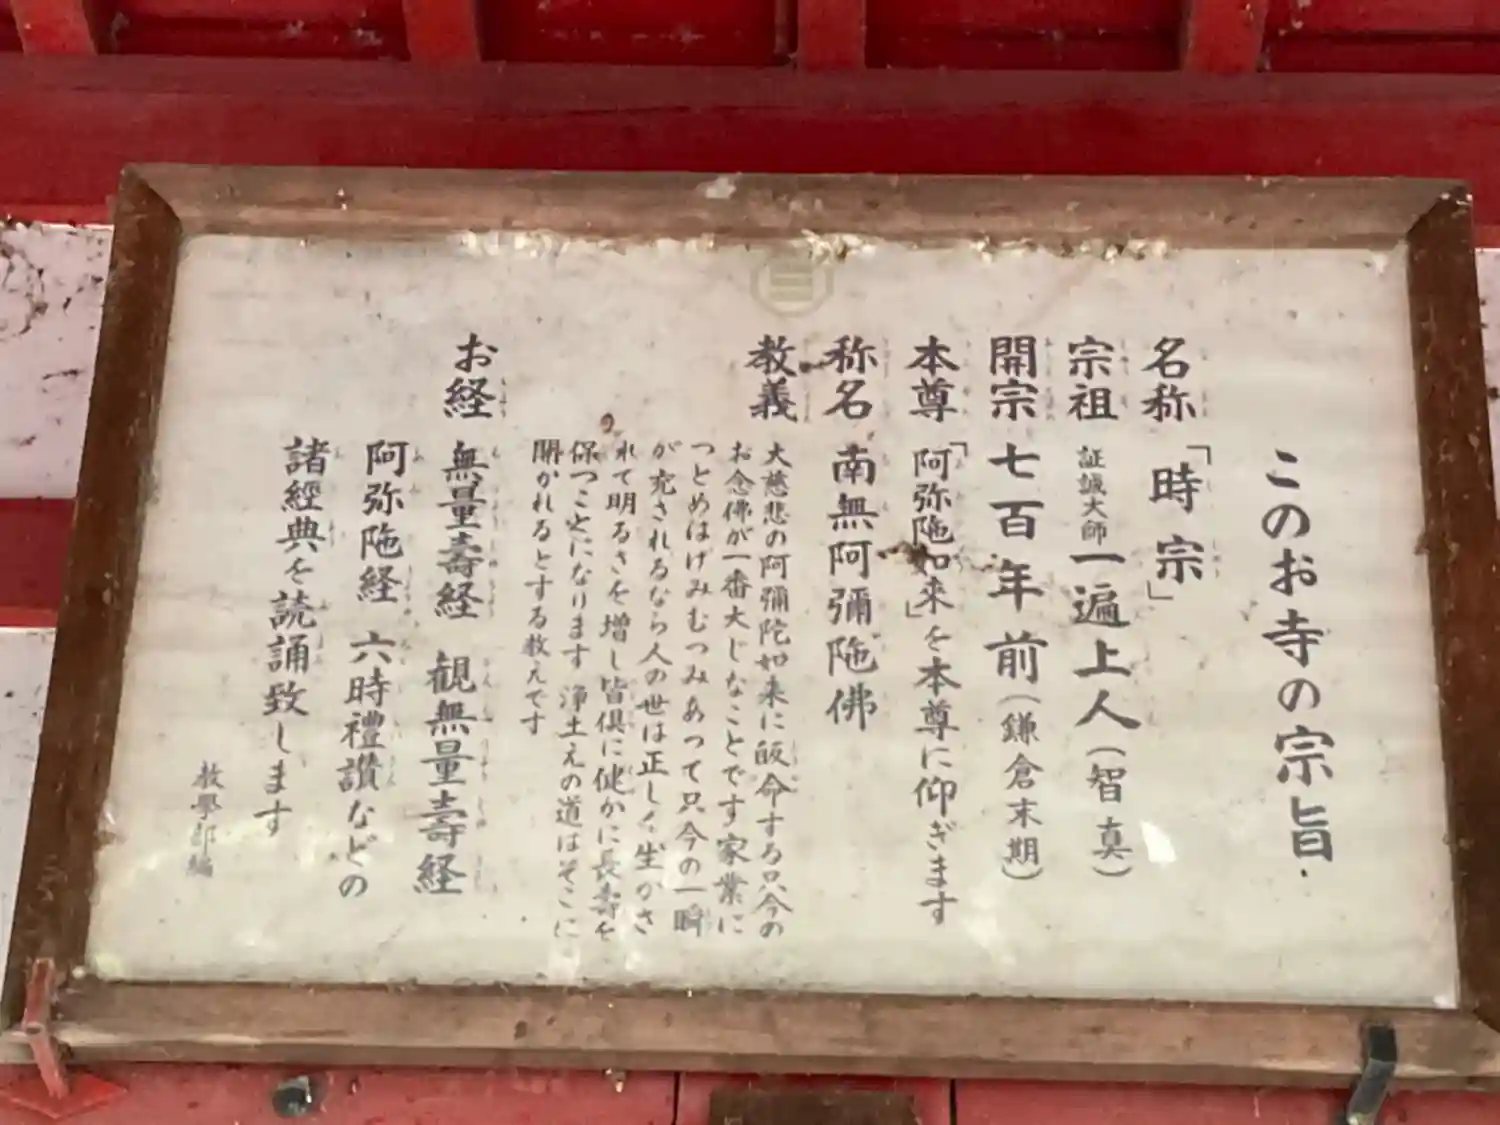 このお寺の宗旨
名称 「時宗」
宗祖 証誠大師 一遍上人(智真)
開宗 七百年前(鎌倉末期)
本尊 「阿弥陁如来」を本尊に仰ぎます
称名 南無阿彌陁佛
教義 大慈悲の阿彌陀如来に皈命する只今の
お念佛が一番大じなことです家業に
つとめはげみむつみあって只今の一瞬
が充されるなら人の世は正しく生かさ
れて明るさを増し皆倶に健かに長寿を
保つことになります 浄土えの道はそこに
開かれるとする教えです
お経 無量壽経 観無量壽経
阿弥陁経 六時禮讃などの
諸經典を読誦致します
教學部編